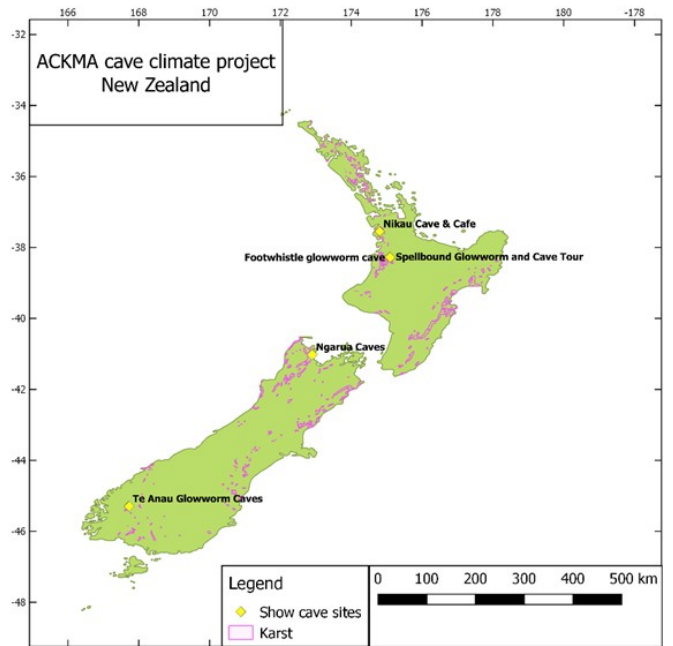 166 168 170 172 174 176 178 -178
ACKMA cave climate project
New Zealand
-32
-34
-36
-38
-40
-42
-44
-46
-48
Nikau Cave & Cafe
Footwhistle glowworm cave Spellbound Glowworm and Cave Tour
Ngarua Caves
Te Anau Glowworm Caves
Legend
Show cave sites
Karst
0 100 200 300 400 500 km